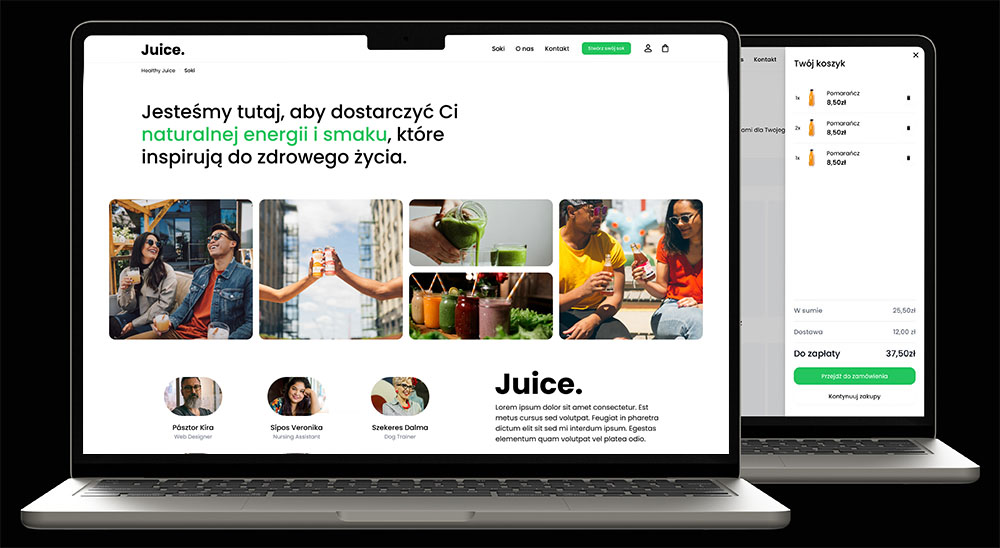 Juice.
Soki O nas Kontakt Stwórz swój sok
Healthy Juice Soki
Jesteśmy tutaj, aby dostarczyć Ci
naturalnej energii i smaku, które
inspirują do zdrowego życia.
Pásztor Kíra
Web Designer
Sipos Veronika
Nursing Assistant
Szekeres Dalma
Dog Trainer
Juice.
Lorem ipsum dolor sit amet consectetur. Est
metus cursus sed volutpat. Feugiat in pharetra
dictum elit sit sed mi interdum ipsum. Egestas
elementum quam volutpat vel platea odio.
s Kontakt
omi dla Twojeg
Twój koszyk
1x Pomarańcz
8,50zł
2x Pomarańcz
8,50zł
1x Pomarańcz
8,50zł
W sumie 25,50zł
Dostawa 12,00 zł
Do zapłaty 37,50zł
Przejdź do zamówienia
Kontynuuj zakupy